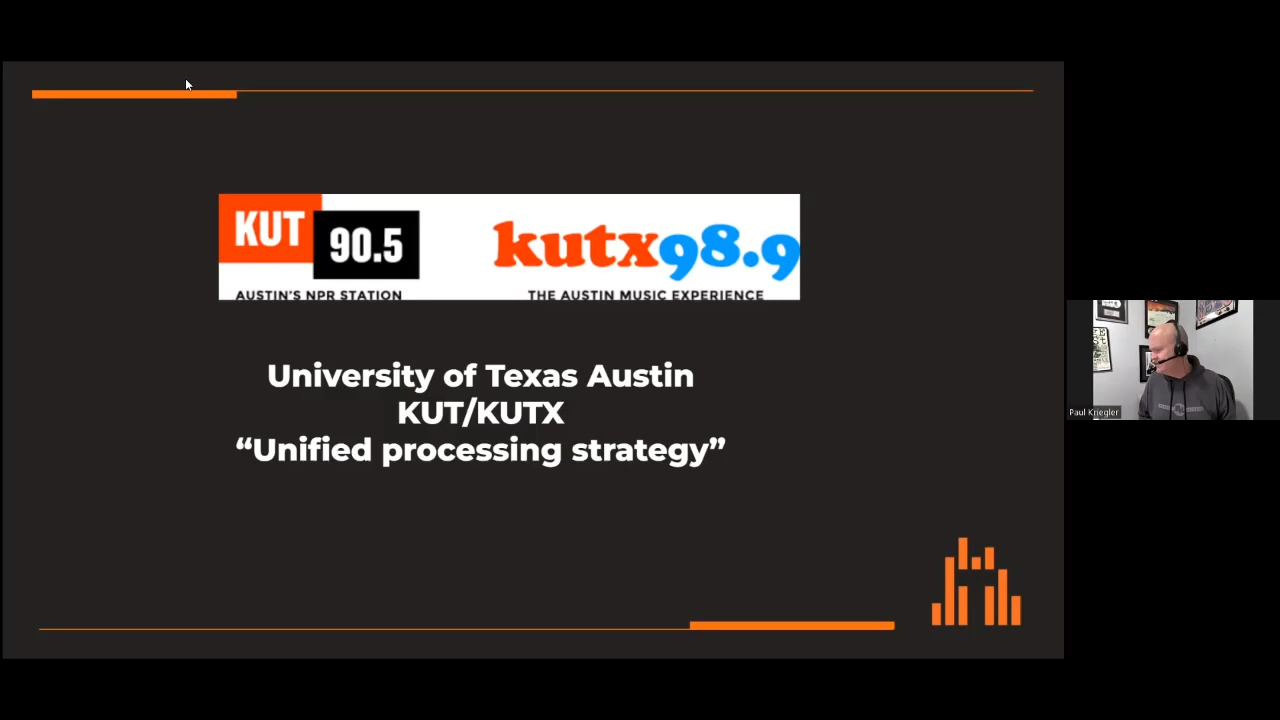 KUT
90.5
AUSTIN'S NPR STATION
kutx98.9
THE AUSTIN MUSIC EXPERIENCE
University of Texas Austin
KUT/KUTX
“Unified processing strategy”
Paul Kriegler